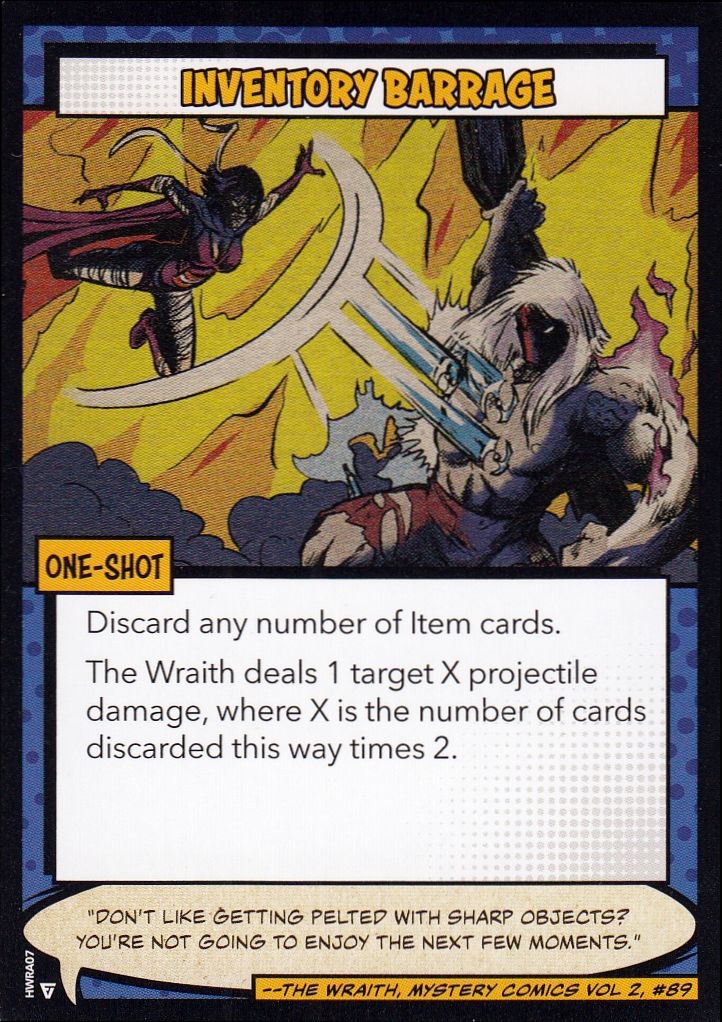 INVENTORY BARRAGE
ONE-SHOT
Discard any number of Item cards.
The Wraith deals 1 target X projectile
damage, where X is the number of cards
discarded this way times 2.
"DON'T LIKE GETTING PELTED WITH SHARP OBJECTS?
YOU'RE NOT GOING TO ENJOY THE NEXT FEW MOMENTS."
--THE WRAITH, MYSTERY COMICS VOL 2, #89
HWRA07